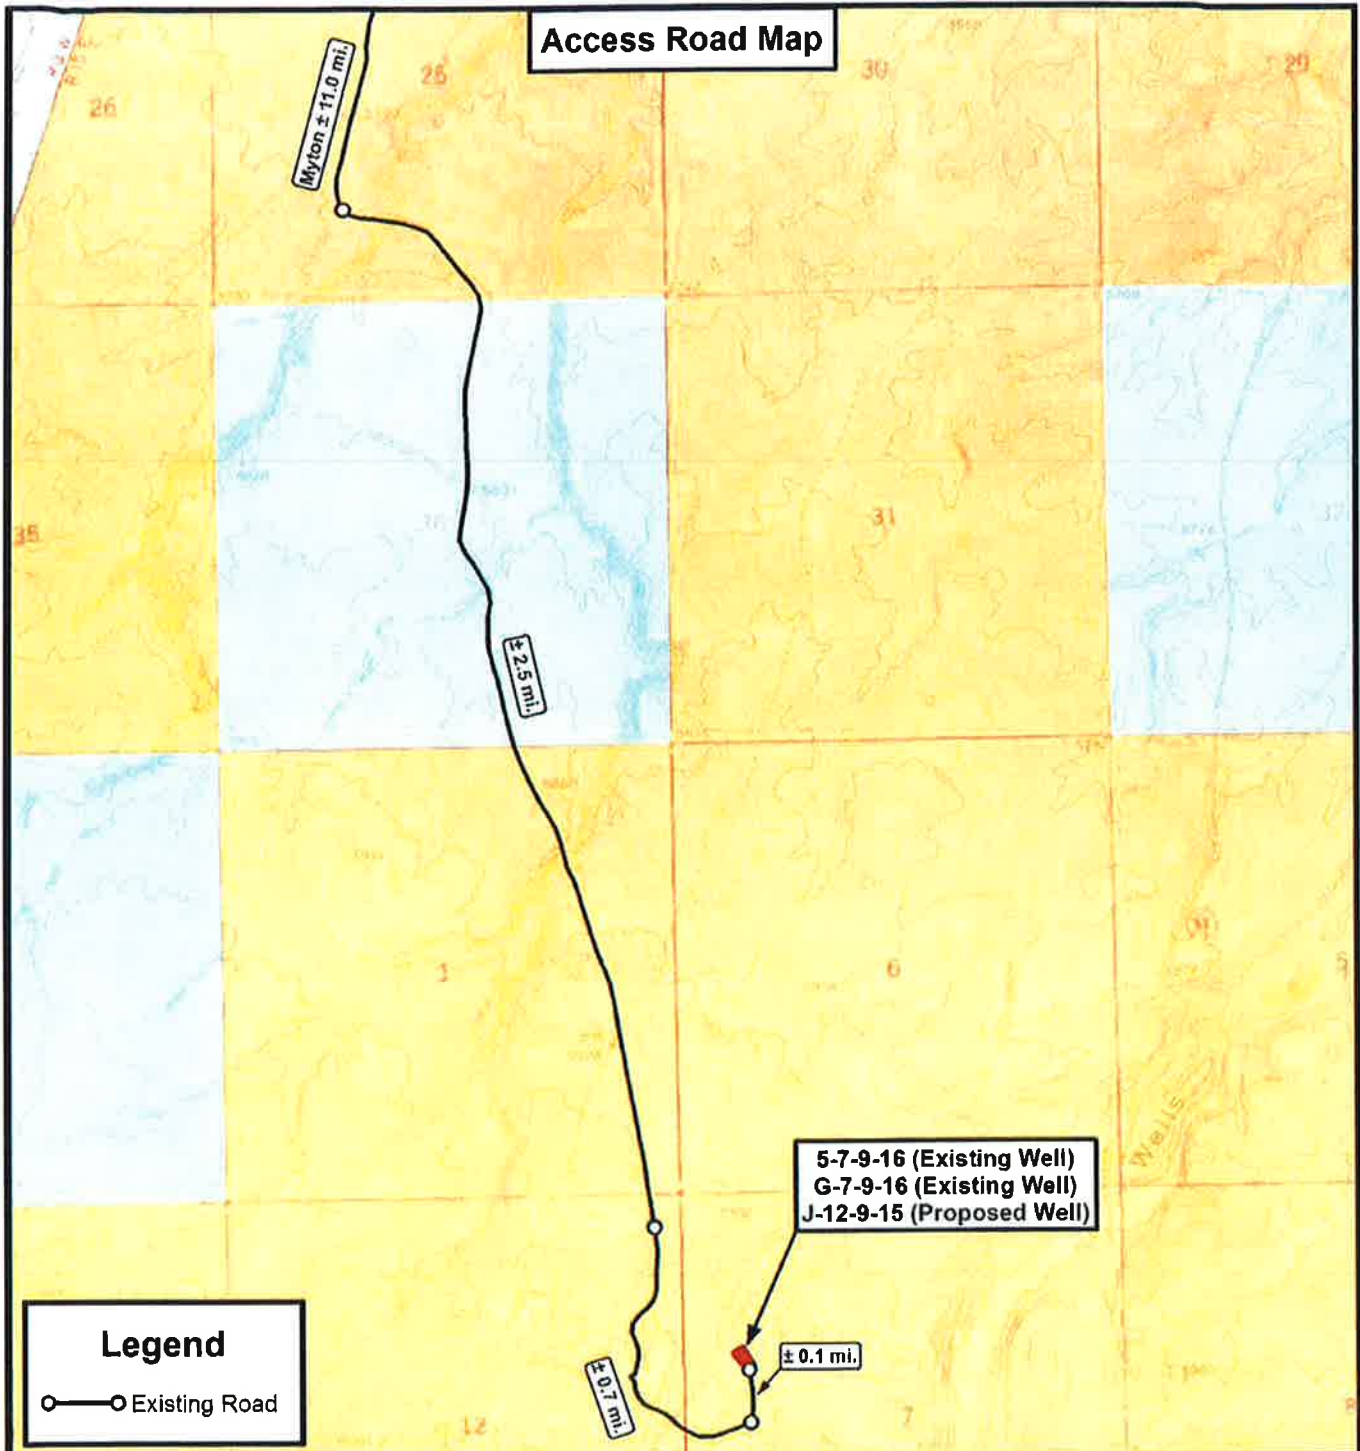 Access Road Map
26
25
30
29
Myton ± 11.0 mi.
35
31
± 2.5 mi.
1
6
Wells
5-7-9-16 (Existing Well)
G-7-9-16 (Existing Well)
J-12-9-15 (Proposed Well)
± 0.1 mi.
± 0.7 mi.
12
7
8
Legend
Existing Road